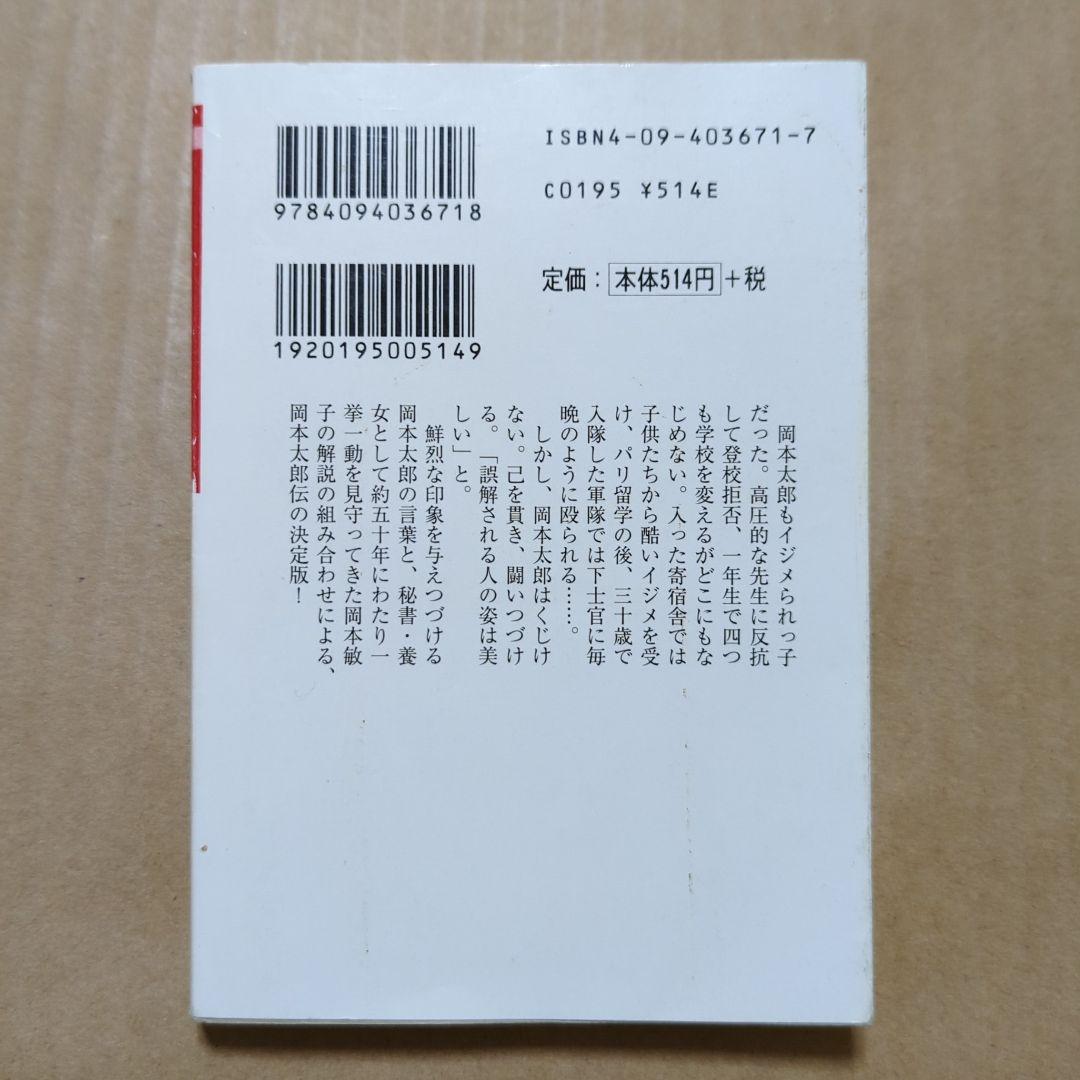 ISBN4-09-403671-7
9784094036718
C0195 ¥514E
定価：本体514円＋税
1920195005149
岡本太郎もイジメられっ子
だった。高圧的な先生に反抗
して登校拒否、一年生で四つ
も学校を変えるがどこにもな
じめない。入った寄宿舎では
子供たちから酷いイジメを受
け、パリ留学の後、三十歳で
入隊した軍隊では下士官に毎
晩のように殴られる……。
しかし、岡本太郎はくじけ
ない。己を貫き、闘いつづけ
る。「誤解される人の姿は美
しい」と。
鮮烈な印象を与えつづける
岡本太郎の言葉と、秘書・養
女として約五十年にわたり一
挙一動を見守ってきた岡本敏
子の解説の組み合わせによる、
岡本太郎伝の決定版！